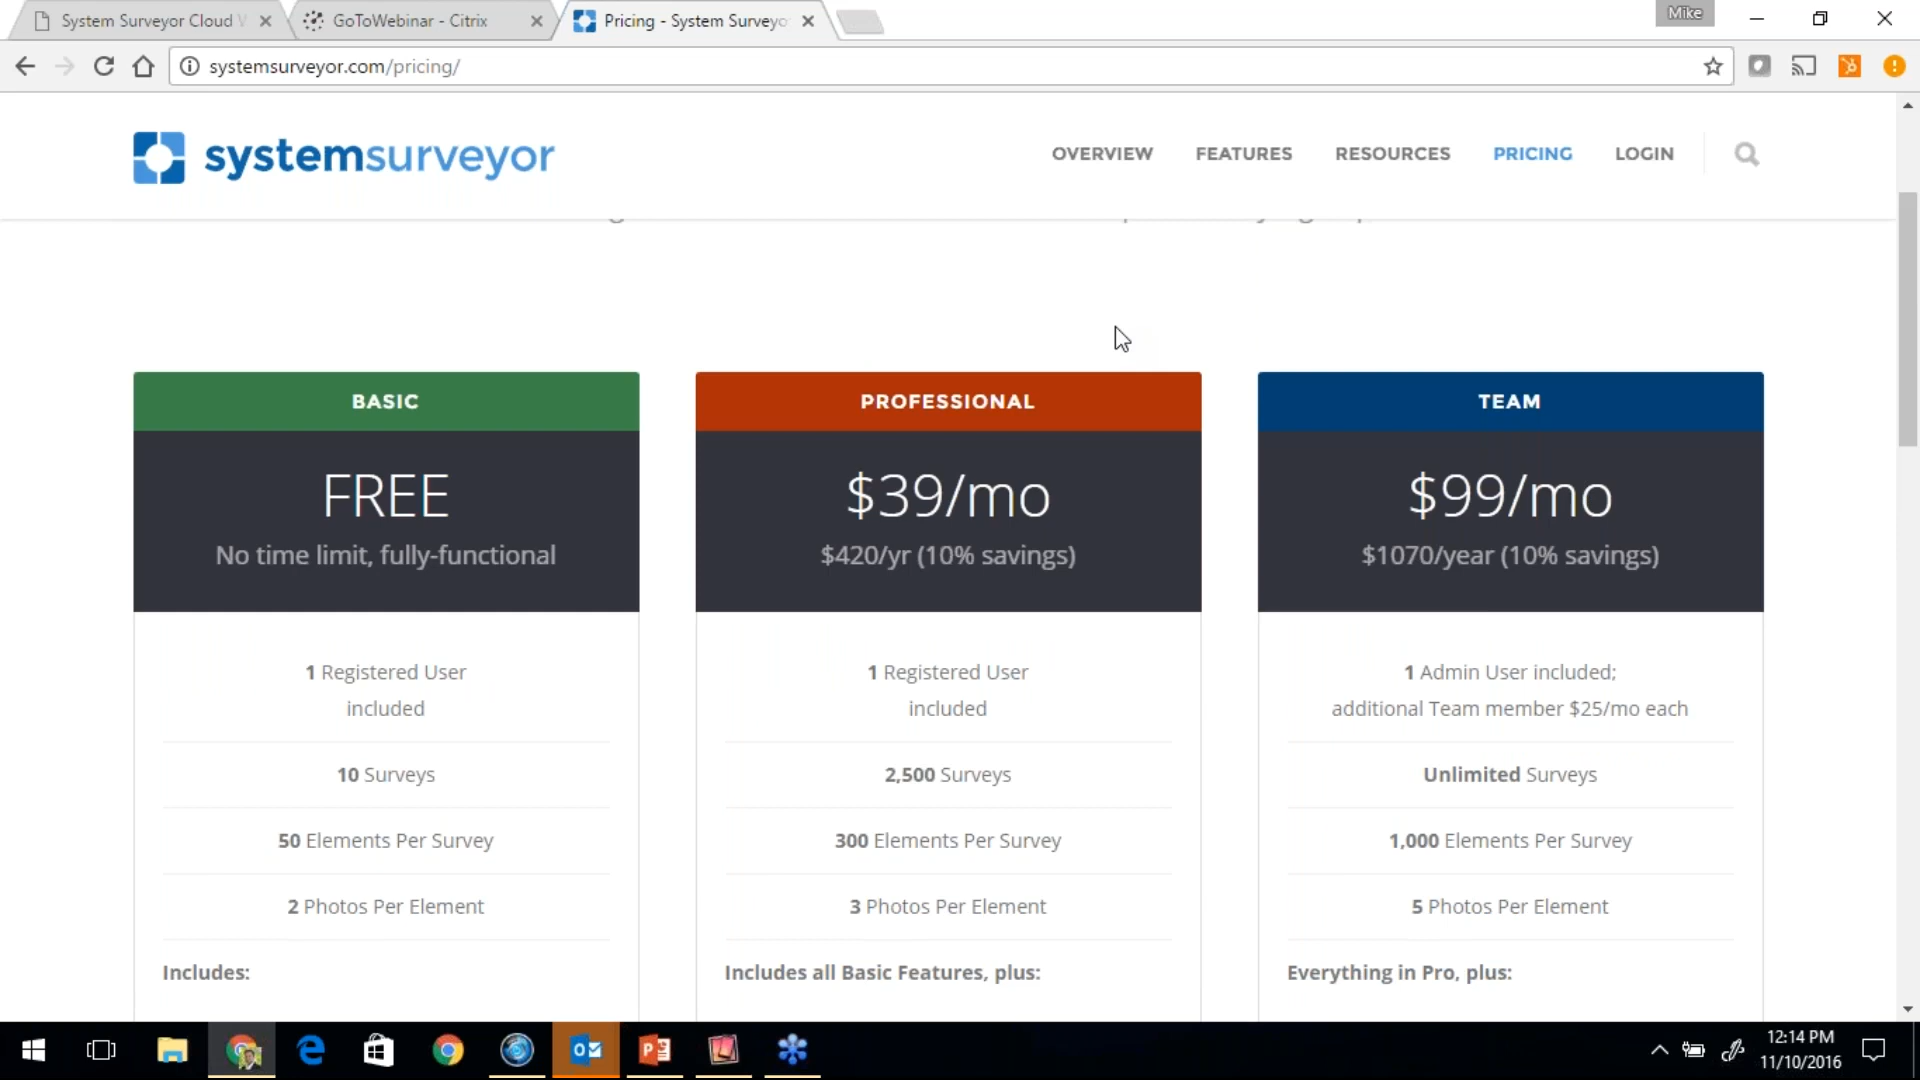 System Surveyor Cloud
GoToWebinar - Citrix
Pricing - System Surveyo
Mike
systemsurveyor.com/pricing/
systemsurveyor
OVERVIEW
FEATURES
RESOURCES
PRICING
LOGIN
BASIC
FREE
No time limit, fully-functional
1 Registered User
included
10 Surveys
50 Elements Per Survey
2 Photos Per Element
Includes:
PROFESSIONAL
$39/mo
$420/yr (10% savings)
1 Registered User
included
2,500 Surveys
300 Elements Per Survey
3 Photos Per Element
Includes all Basic Features, plus:
TEAM
$99/mo
$1070/year (10% savings)
1 Admin User included;
additional Team member $25/mo each
Unlimited Surveys
1,000 Elements Per Survey
5 Photos Per Element
Everything in Pro, plus:
12:14 PM
11/10/2016